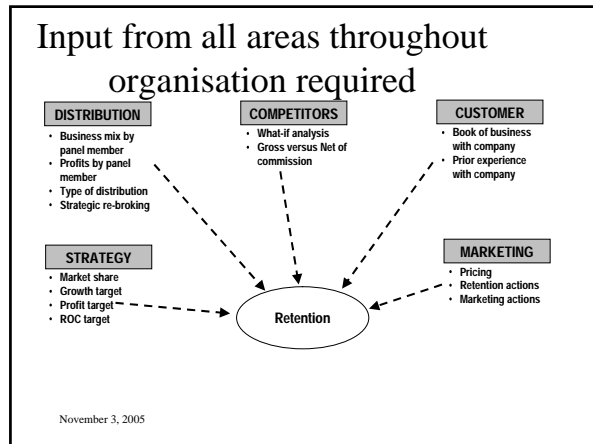 Input from all areas throughout
organisation required
DISTRIBUTION
• Business mix by
panel member
• Profits by panel
member
• Type of distribution
• Strategic re-broking
COMPETITORS
• What-if analysis
• Gross versus Net of
commission
CUSTOMER
• Book of business
with company
• Prior experience
with company
STRATEGY
• Market share
• Growth target
• Profit target
• ROC target
MARKETING
• Pricing
• Retention actions
• Marketing actions
Retention
November 3, 2005